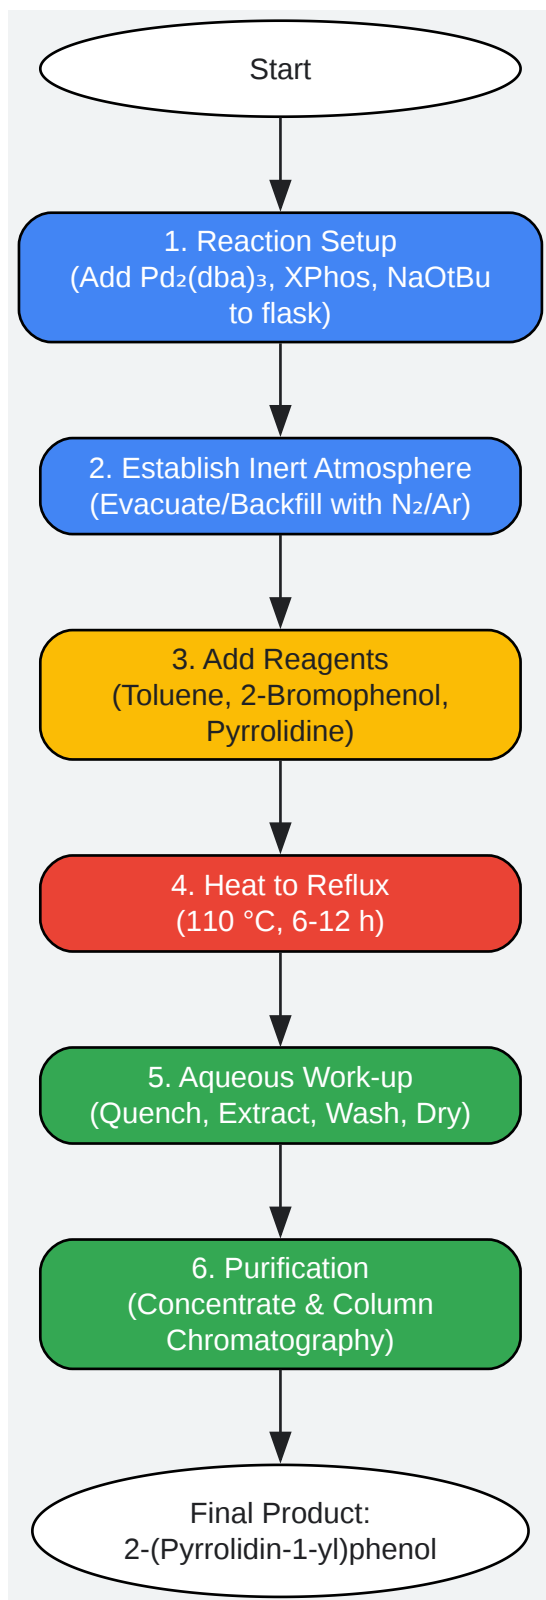 Start
1. Reaction Setup
(Add Pd₂(dba)₃, XPhos, NaOtBu
to flask)
2. Establish Inert Atmosphere
(Evacuate/Backfill with N₂/Ar)
3. Add Reagents
(Toluene, 2-Bromophenol,
Pyrrolidine)
4. Heat to Reflux
(110 °C, 6-12 h)
5. Aqueous Work-up
(Quench, Extract, Wash, Dry)
6. Purification
(Concentrate & Column
Chromatography)
Final Product:
2-(Pyrrolidin-1-yl)phenol